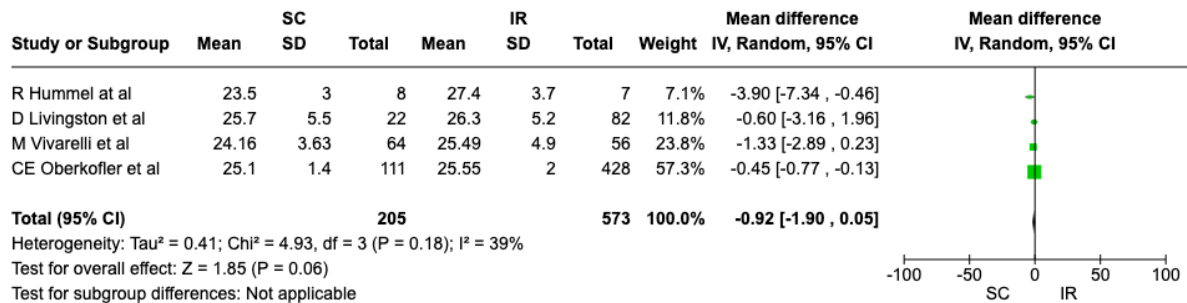 SC IR Mean difference Mean difference
Study or Subgroup Mean SD Total Mean SD Total Weight IV, Random, 95% CI IV, Random, 95% CI
R Hummel at al 23.5 3 8 27.4 3.7 7 7.1% -3.90 [-7.34 , -0.46]
D Livingston et al 25.7 5.5 22 26.3 5.2 82 11.8% -0.60 [-3.16 , 1.96]
M Vivarelli et al 24.16 3.63 64 25.49 4.9 56 23.8% -1.33 [-2.89 , 0.23]
CE Oberkofler et al 25.1 1.4 111 25.55 2 428 57.3% -0.45 [-0.77 , -0.13]
Total (95% CI) 205 573 100.0% -0.92 [-1.90 , 0.05]
Heterogeneity: Tau² = 0.41; Chi² = 4.93, df = 3 (P = 0.18); I² = 39%
Test for overall effect: Z = 1.85 (P = 0.06)
Test for subgroup differences: Not applicable
-100 -50 0 50 100
SC IR